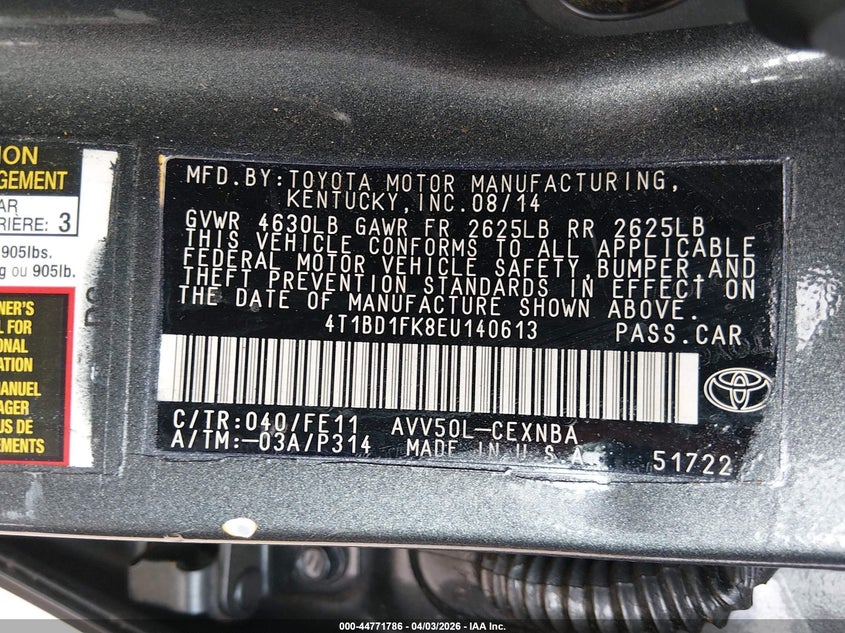 ION
GEMENT
AR
RIÈRE: 3
905lbs.
g ou 905lb.
NER'S
L FOR
ONAL
ATION
MANUEL
AGER
US DE
EMENTS
MFD.BY:TOYOTA MOTOR MANUFACTURING,
KENTUCKY,INC.08/14
GVWR 4630LB GAWR FR 2625LB RR 2625LB
THIS VEHICLE CONFORMS TO ALL APPLICABLE
FEDERAL MOTOR VEHICLE SAFETY,BUMPER,AND
THEFT PREVENTION STANDARDS IN EFFECT ON
THE DATE OF MANUFACTURE SHOWN ABOVE.
4T1BD1FK8EU140613 PASS.CAR
C/TR:040/FE11 AVV50L-CEXNBA
A/TM:-03A/P314 MADE IN U.S.A.
51722
000-44771786 - 04/03/2026 - IAA Inc.